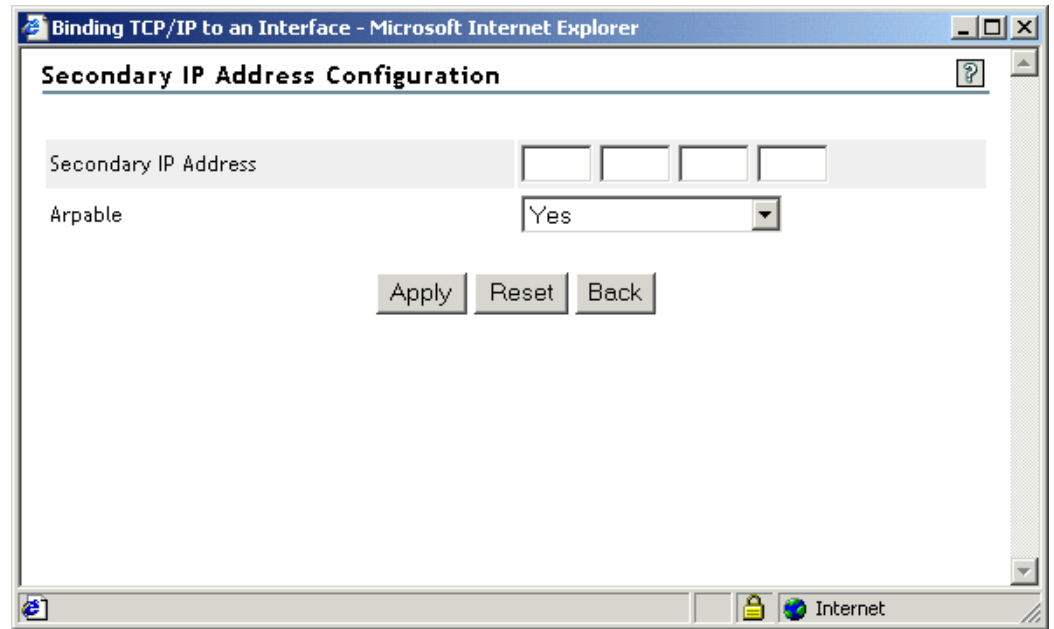 Binding TCP/IP to an Interface - Microsoft Internet Explorer
Secondary IP Address Configuration
?
Secondary IP Address
Arpable
Yes
Apply Reset Back
Internet